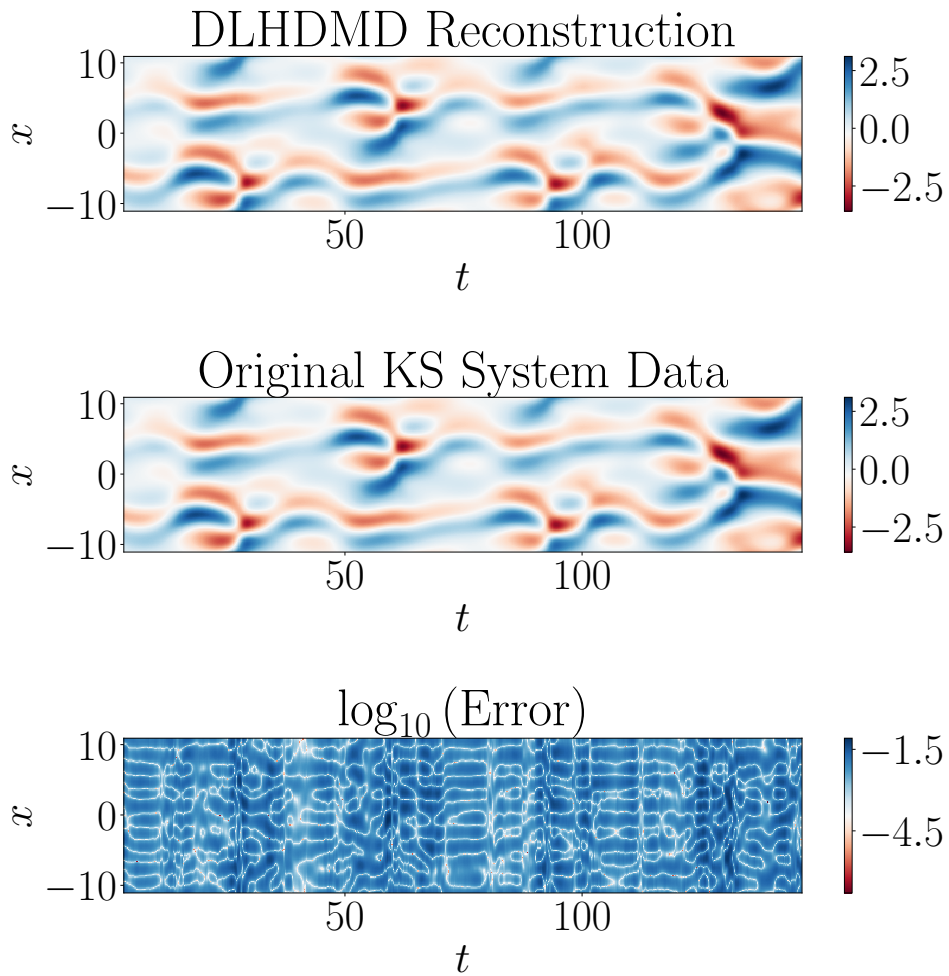 DLHDMD Reconstruction
10
0
−10
x
50
100
t
2.5
0.0
−2.5
Original KS System Data
10
0
−10
x
50
100
t
2.5
0.0
−2.5
log₁₀ (Error)
10
0
−10
x
50
100
t
−1.5
−4.5